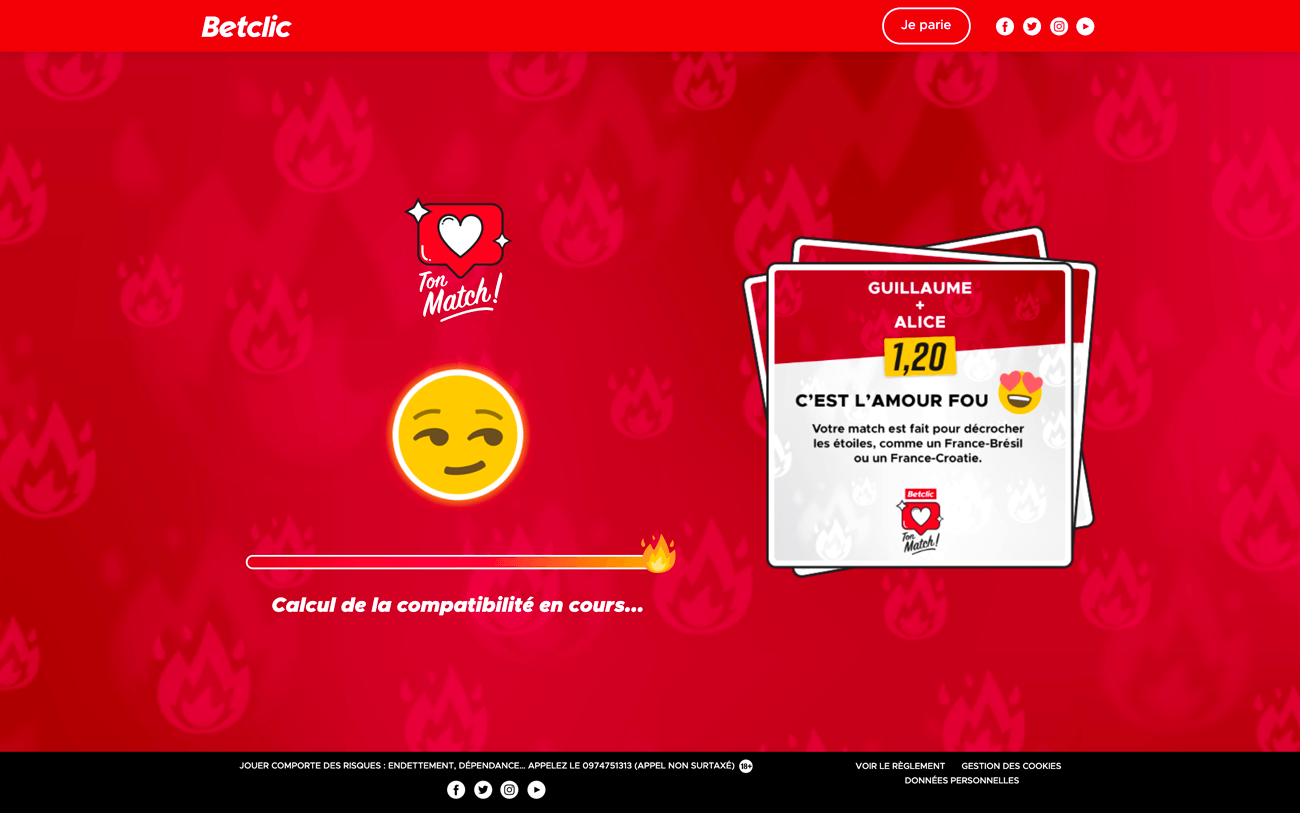 Betclic
Je parie
Ton
Match!
Calcul de la compatibilité en cours...
GUILLAUME
+
ALICE
1,20
C'EST L'AMOUR FOU
Votre match est fait pour décrocher
les étoiles, comme un France-Brésil
ou un France-Croatie.
Betclic
Ton
Match!
JOUER COMPORTE DES RISQUES : ENDETTEMENT, DÉPENDANCE... APPELEZ LE 0974751313 (APPEL NON SURTAXÉ) 18+
VOIR LE RÈGLEMENT GESTION DES COOKIES
DONNÉES PERSONNELLES